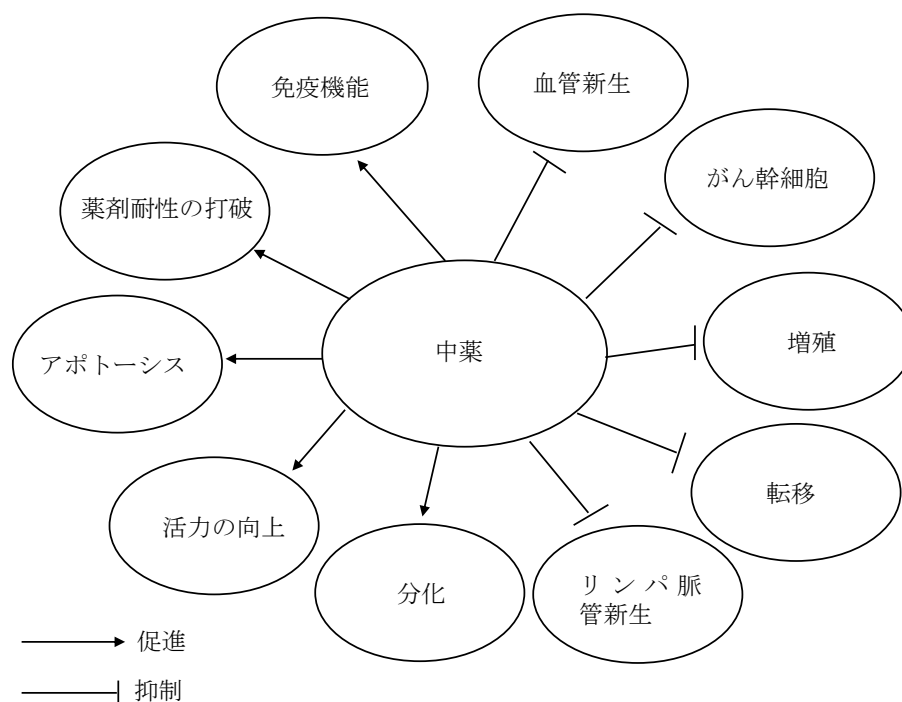 免疫機能
血管新生
がん幹細胞
薬剤耐性の打破
増殖
中薬
アポトーシス
転移
活力の向上
分化
リンパ脈
管新生
促進
抑制